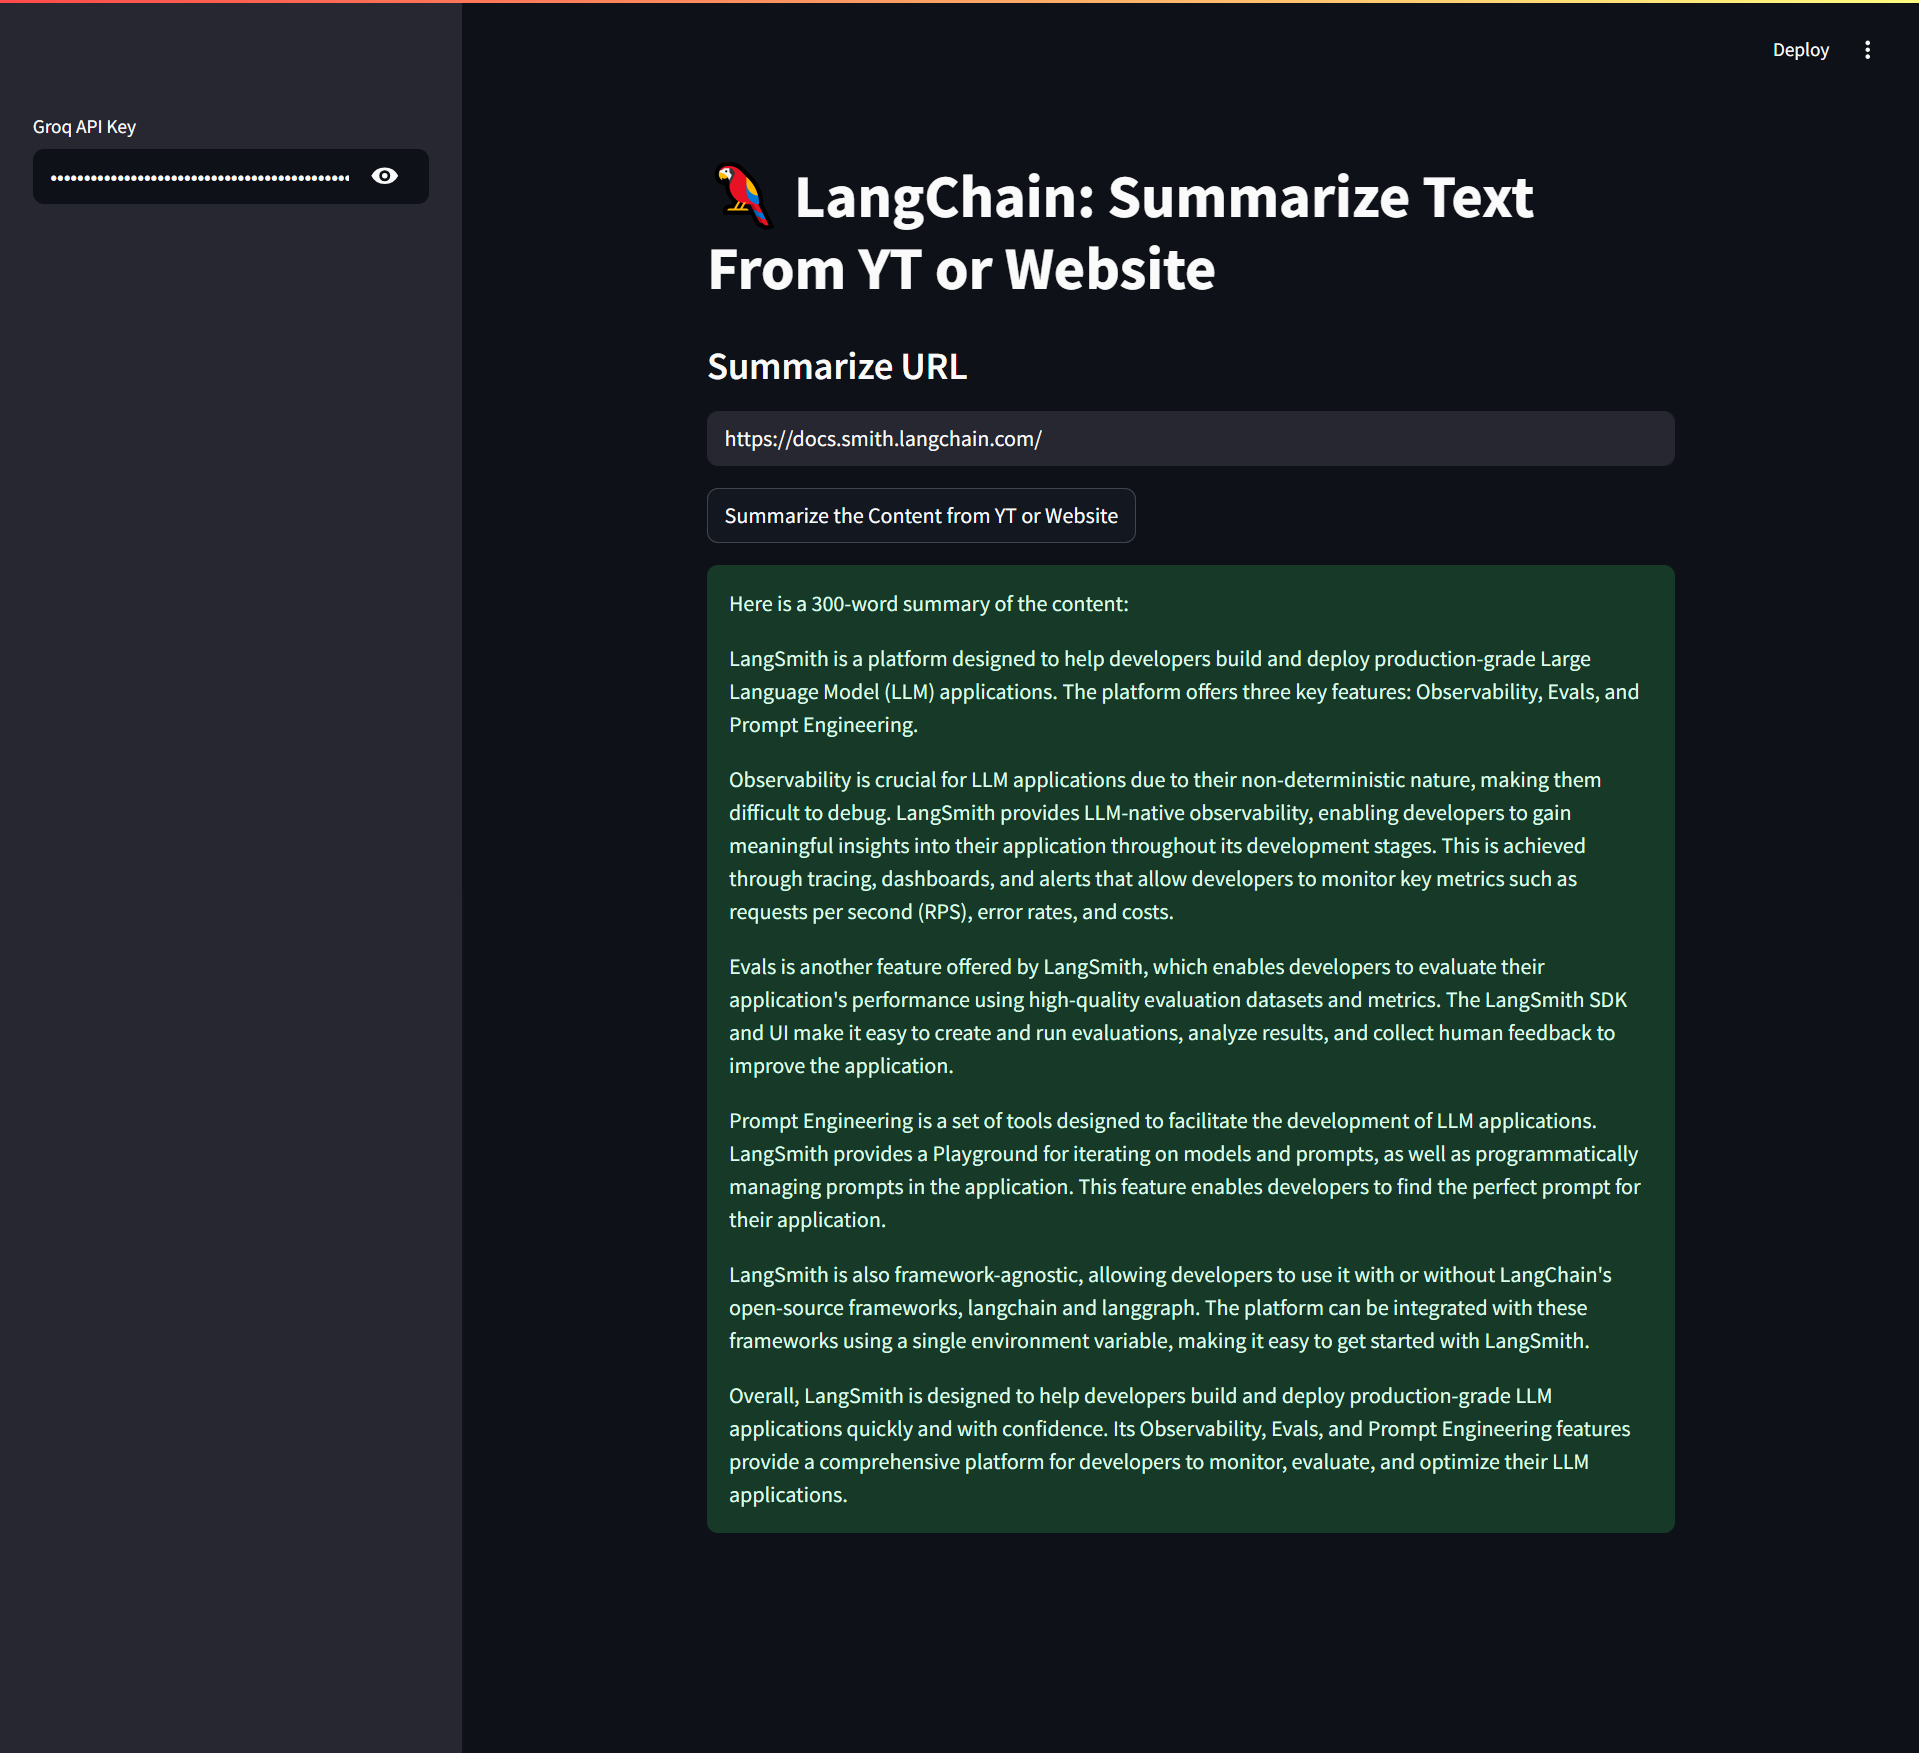 Deploy
Groq API Key
LangChain: Summarize Text
From YT or Website
Summarize URL
https://docs.smith.langchain.com/
Summarize the Content from YT or Website
Here is a 300-word summary of the content:
LangSmith is a platform designed to help developers build and deploy production-grade Large
Language Model (LLM) applications. The platform offers three key features: Observability, Evals, and
Prompt Engineering.
Observability is crucial for LLM applications due to their non-deterministic nature, making them
difficult to debug. LangSmith provides LLM-native observability, enabling developers to gain
meaningful insights into their application throughout its development stages. This is achieved
through tracing, dashboards, and alerts that allow developers to monitor key metrics such as
requests per second (RPS), error rates, and costs.
Evals is another feature offered by LangSmith, which enables developers to evaluate their
application's performance using high-quality evaluation datasets and metrics. The LangSmith SDK
and UI make it easy to create and run evaluations, analyze results, and collect human feedback to
improve the application.
Prompt Engineering is a set of tools designed to facilitate the development of LLM applications.
LangSmith provides a Playground for iterating on models and prompts, as well as programmatically
managing prompts in the application. This feature enables developers to find the perfect prompt for
their application.
LangSmith is also framework-agnostic, allowing developers to use it with or without LangChain's
open-source frameworks, langchain and langgraph. The platform can be integrated with these
frameworks using a single environment variable, making it easy to get started with LangSmith.
Overall, LangSmith is designed to help developers build and deploy production-grade LLM
applications quickly and with confidence. Its Observability, Evals, and Prompt Engineering features
provide a comprehensive platform for developers to monitor, evaluate, and optimize their LLM
applications.